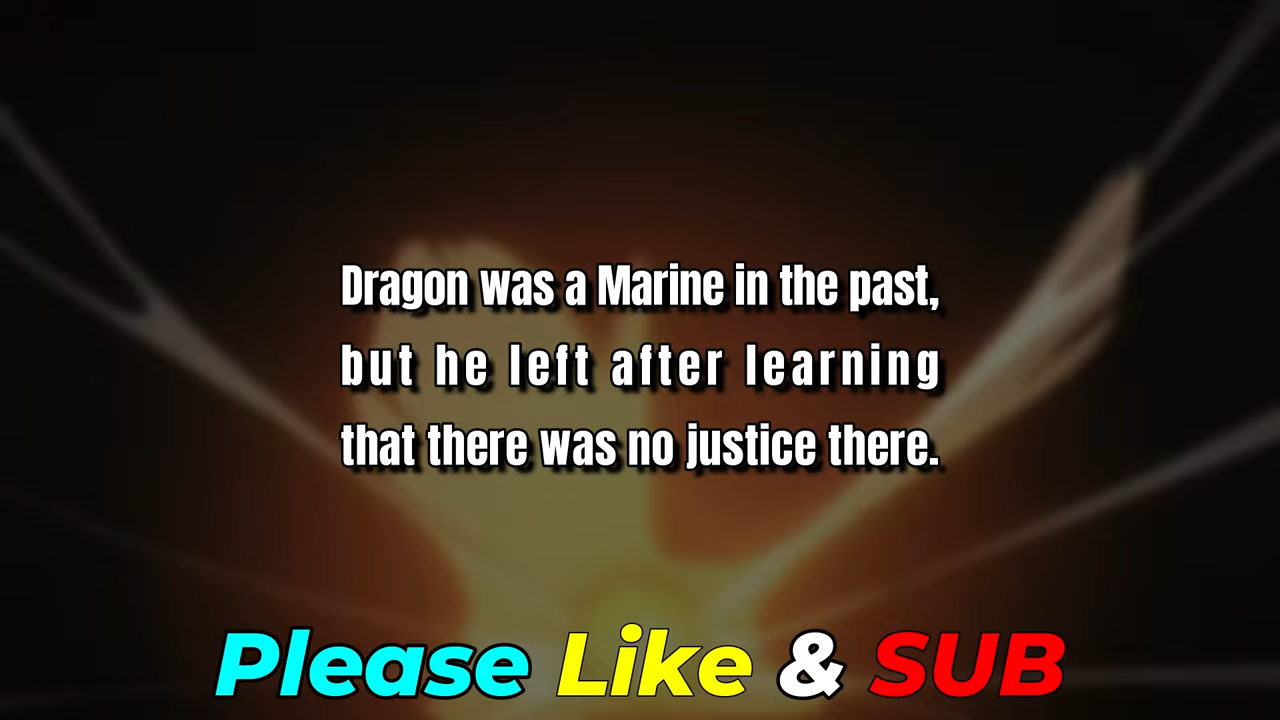 Dragon was a Marine in the past,
but he left after learning
that there was no justice there.
Please Like & SUB